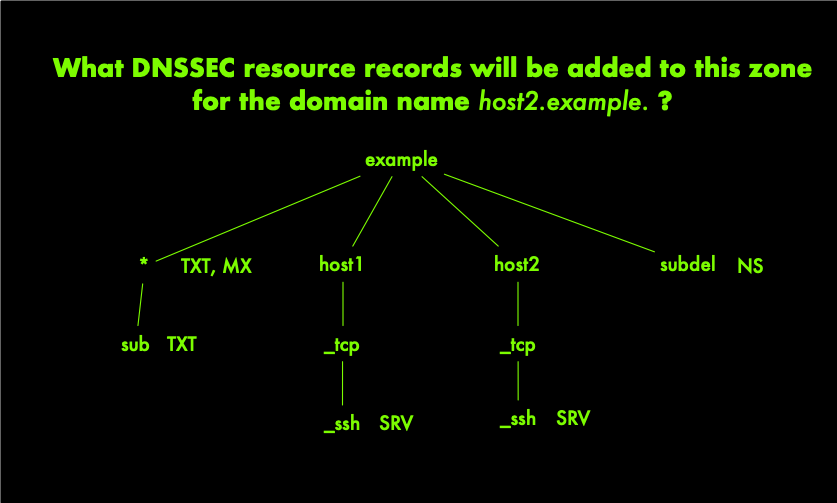 What DNSSEC resource records will be added to this zone
for the domain name host2.example. ?
example
* TXT, MX host1 host2 subdel NS
sub TXT _tcp _tcp
_ssh SRV _ssh SRV